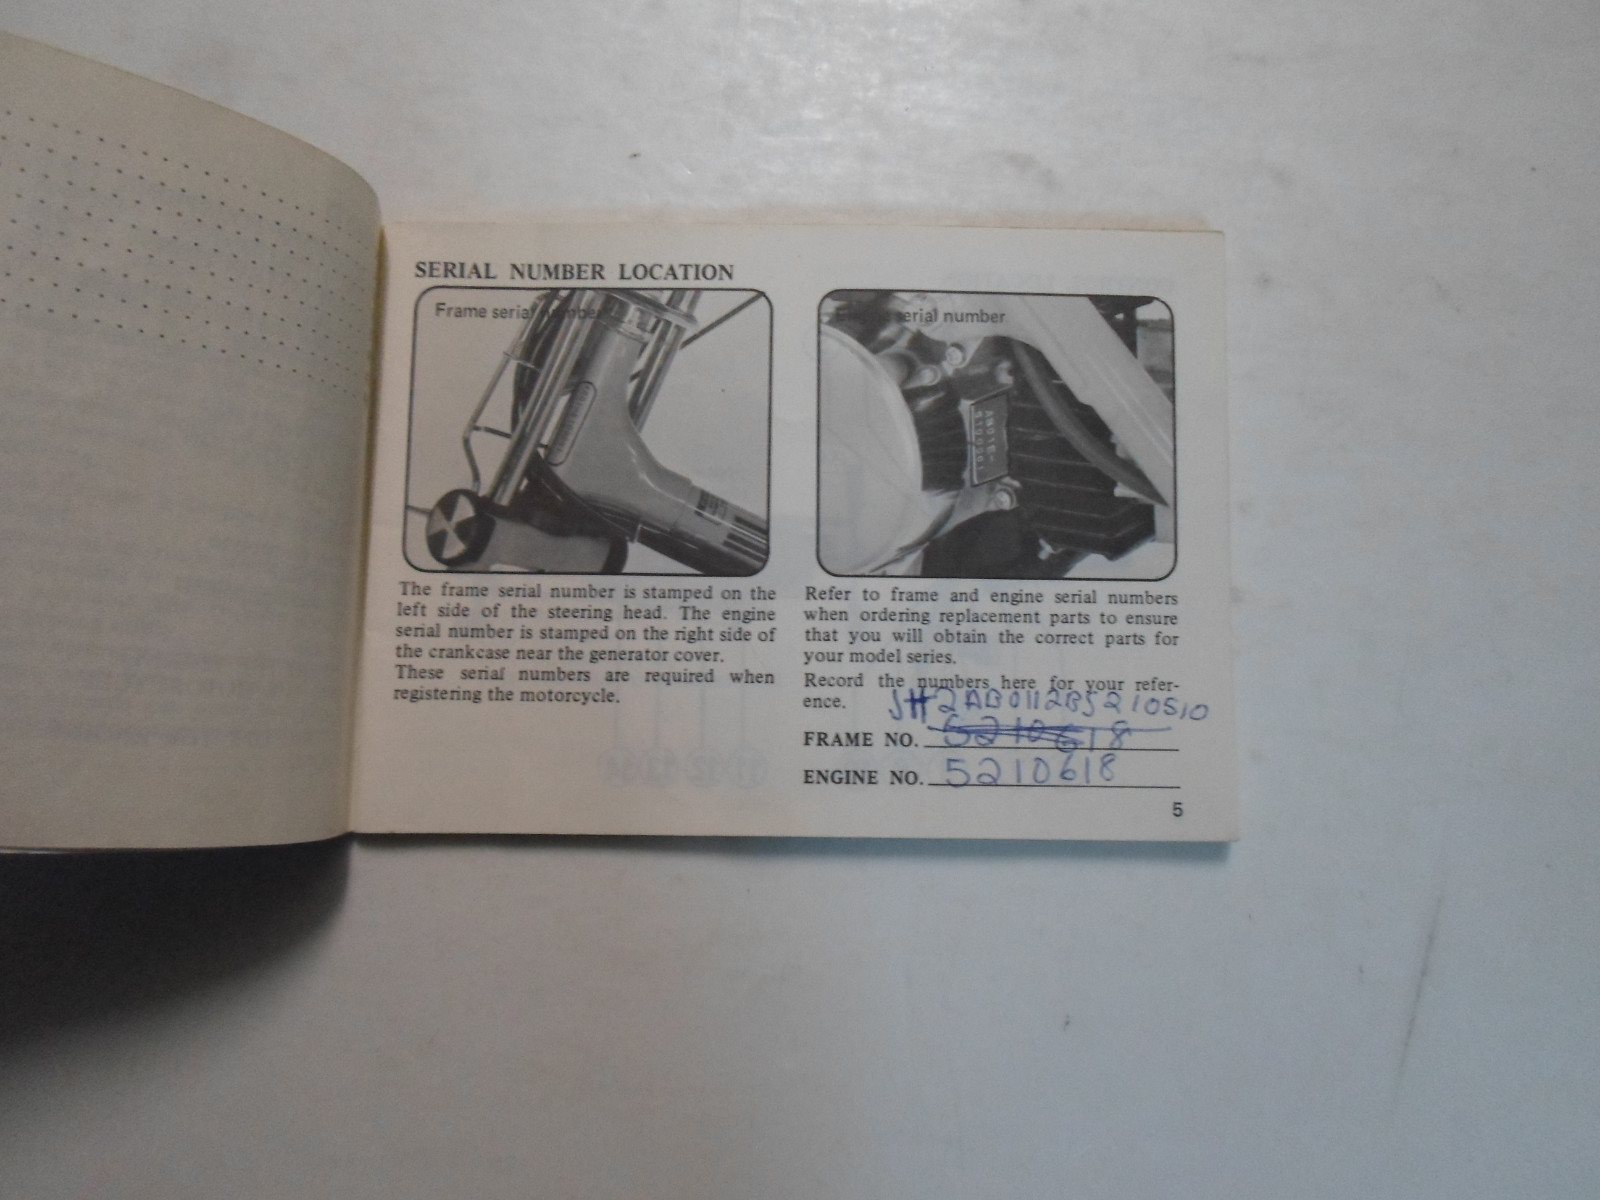 SERIAL NUMBER LOCATION
Frame serial number
The frame serial number is stamped on the
left side of the steering head. The engine
serial number is stamped on the right side of
the crankcase near the generator cover.
These serial numbers are required when
registering the motorcycle.
Engine serial number
AB01E-
5100001
Refer to frame and engine serial numbers
when ordering replacement parts to ensure
that you will obtain the correct parts for
your model series.
Record the numbers here for your refer-
ence. JH2AB0112BS210510
FRAME NO. 5210618
ENGINE NO. 5210618
5